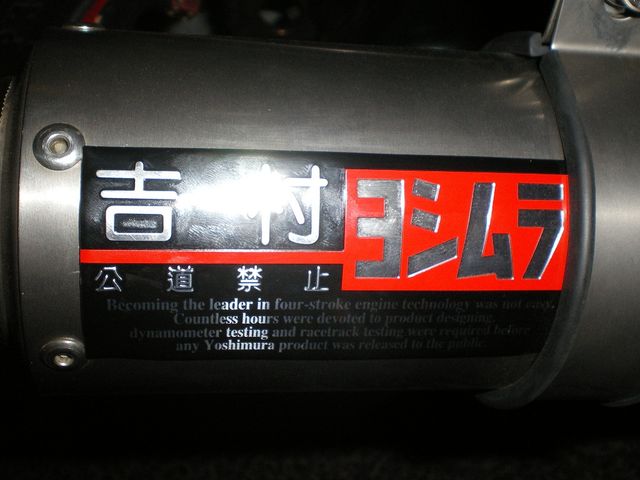 吉村
ヨシムラ
公道禁止
Becoming the leader in four-stroke engine technology was not easy.
Countless hours were devoted to product designing,
dynamometer testing and racetrack testing were required before
any Yoshimura product was released to the public.